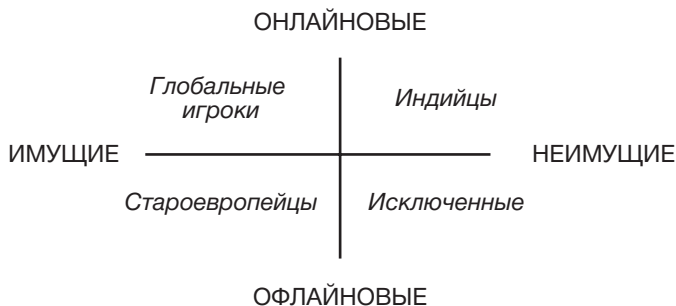 ОНЛАЙНОВЫЕ
Глобальные
игроки
Индийцы
ИМУЩИЕ
НЕИМУЩИЕ
Староевропейцы
Исключенные
ОФЛАЙНОВЫЕ